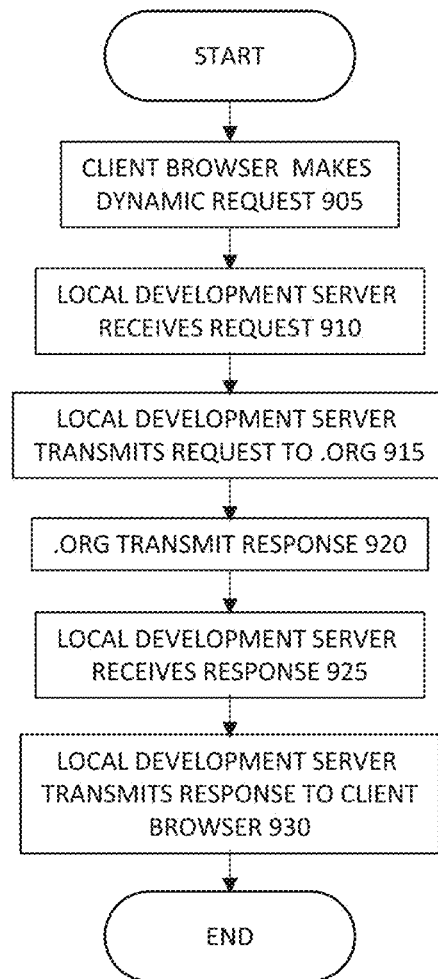 START
CLIENT BROWSER MAKES
DYNAMIC REQUEST 905
LOCAL DEVELOPMENT SERVER
RECEIVES REQUEST 910
LOCAL DEVELOPMENT SERVER
TRANSMITS REQUEST TO .ORG 915
.ORG TRANSMIT RESPONSE 920
LOCAL DEVELOPMENT SERVER
RECEIVES RESPONSE 925
LOCAL DEVELOPMENT SERVER
TRANSMITS RESPONSE TO CLIENT
BROWSER 930
END